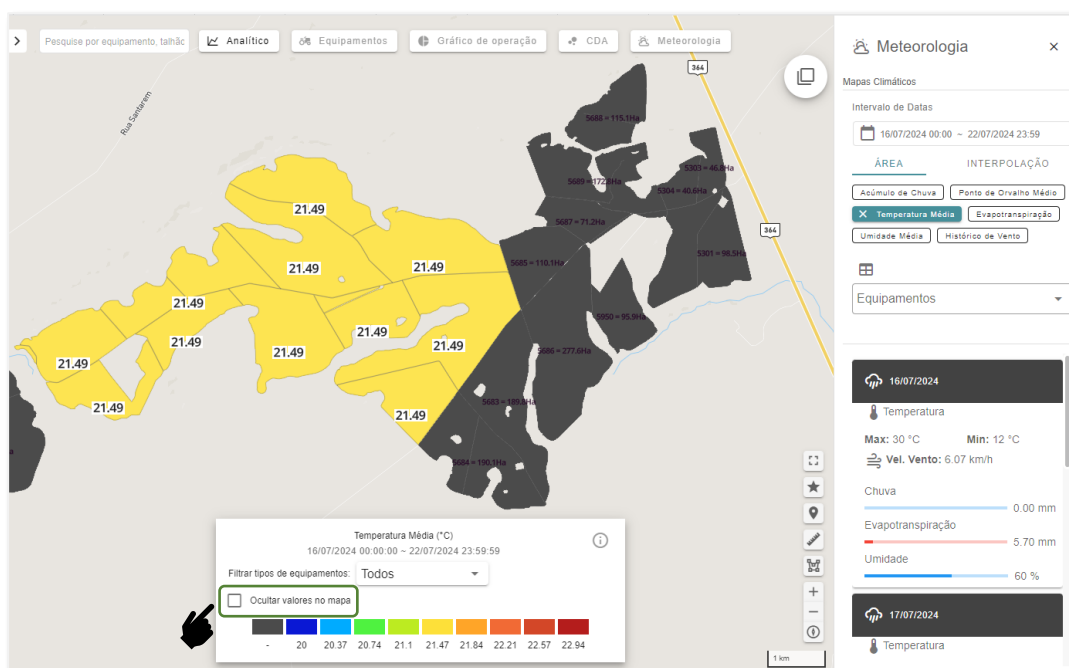 Pesquise por equipamento, talhãc
Analítico
Equipamentos
Gráfico de operação
CDA
Meteorologia
Rua Santarem
364
364
5688 = 115.1Ha
5689 = 172.8Ha
5303 = 46.8Ha
5304 = 40.6Ha
5687 = 71.2Ha
5301 = 98.5Ha
5685 = 110.1Ha
5950 = 95.9Ha
5686 = 277.6Ha
5683 = 189.8Ha
5684 = 190.1Ha
21.49
21.49
21.49
21.49
21.49
21.49
21.49
21.49
21.49
21.49
21.49
Temperatura Média (°C)
16/07/2024 00:00:00 ~ 22/07/2024 23:59:59
Filtrar tipos de equipamentos: Todos
Ocultar valores no mapa
- 20 20.37 20.74 21.1 21.47 21.84 22.21 22.57 22.94
1 km
Meteorologia
Mapas Climáticos
Intervalo de Datas
16/07/2024 00:00 ~ 22/07/2024 23:59
ÁREA INTERPOLAÇÃO
Acúmulo de Chuva Ponto de Orvalho Médio
Temperatura Média Evapotranspiração
Umidade Média Histórico de Vento
Equipamentos
16/07/2024
Temperatura
Max: 30 °C Min: 12 °C
Vel. Vento: 6.07 km/h
Chuva
0.00 mm
Evapotranspiração
5.70 mm
Umidade
60 %
17/07/2024
Temperatura